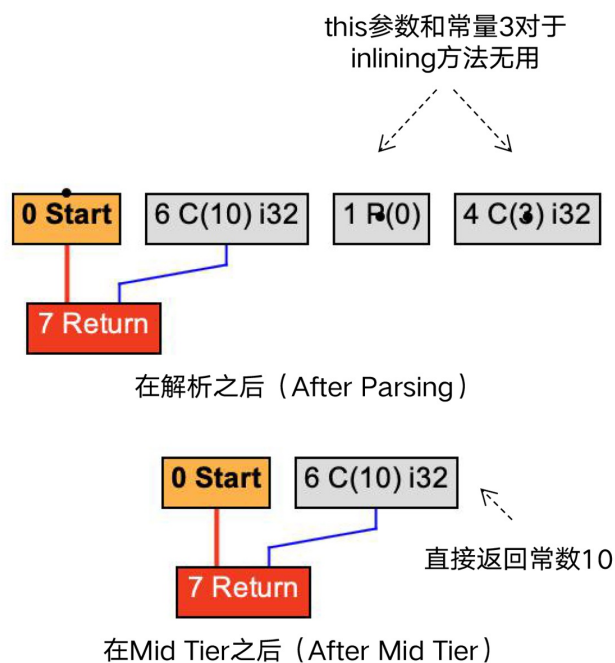 this参数和常量3对于
inlining方法无用
0 Start
6 C(10) i32
1 P(0)
4 C(3) i32
7 Return
在解析之后（After Parsing）
0 Start
6 C(10) i32
7 Return
直接返回常数10
在Mid Tier之后（After Mid Tier）